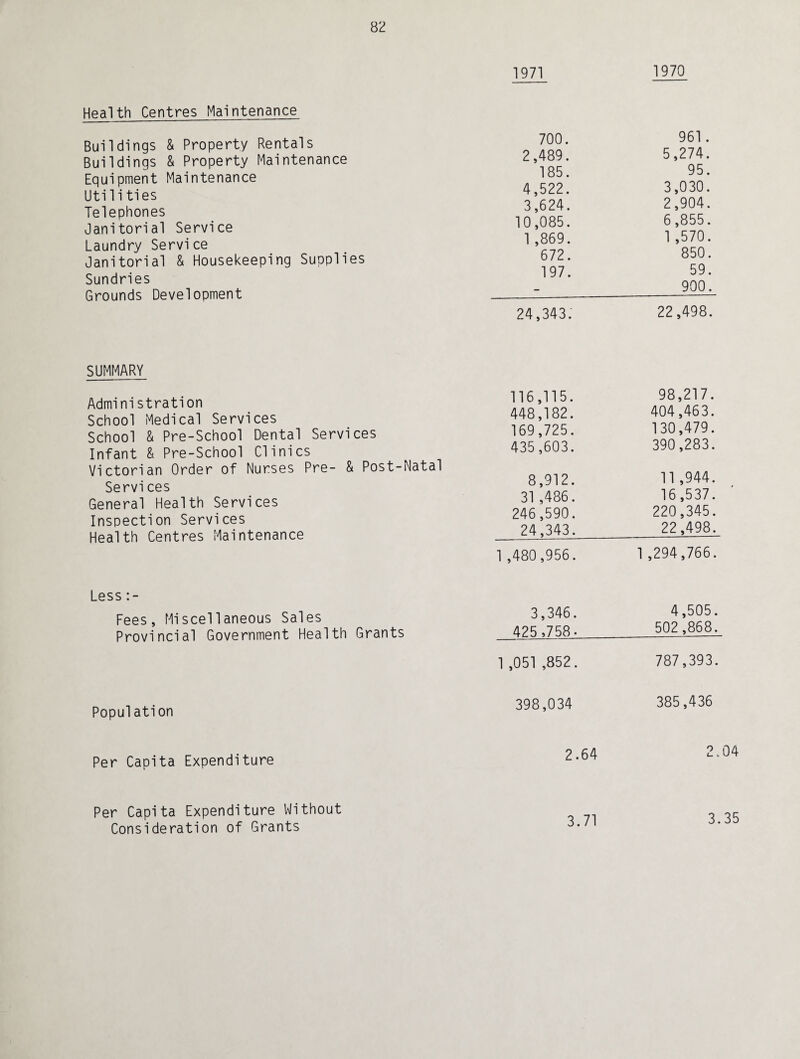 82
1971 1970
Health Centres Maintenance
Buildings & Property Rentals 700. 961.
Buildings & Property Maintenance 2,489. 5,274.
Equipment Maintenance 185. 95.
Utilities 4,522. 3,030.
Telephones 3,624. 2,904.
Janitorial Service 10,085. 6,855.
Laundry Service 1,869. 1,570.
Janitorial & Housekeeping Supplies 672. 850.
Sundries 197. 59.
Grounds Development - 900.
24,343. 22,498.
SUMMARY
Administration 116,115. 98,217.
School Medical Services 448,182. 404,463.
School & Pre-School Dental Services 169,725. 130,479.
Infant & Pre-School Clinics 435,603. 390,283.
Victorian Order of Nurses Pre- & Post-Natal
Services 8,912. 11,944.
General Health Services 31,486. 16,537.
Inspection Services 246,590. 220,345.
Health Centres Maintenance 24,343. 22,498.
1,480,956. 1,294,766.
Less:-
Fees, Miscellaneous Sales 3,346. 4,505.
Provincial Government Health Grants 425,758. 502,868.
1,051,852. 787,393.
Population 398,034 385,436
Per Capita Expenditure 2.64 2.04
Per Capita Expenditure Without
Consideration of Grants 3.71 3.35